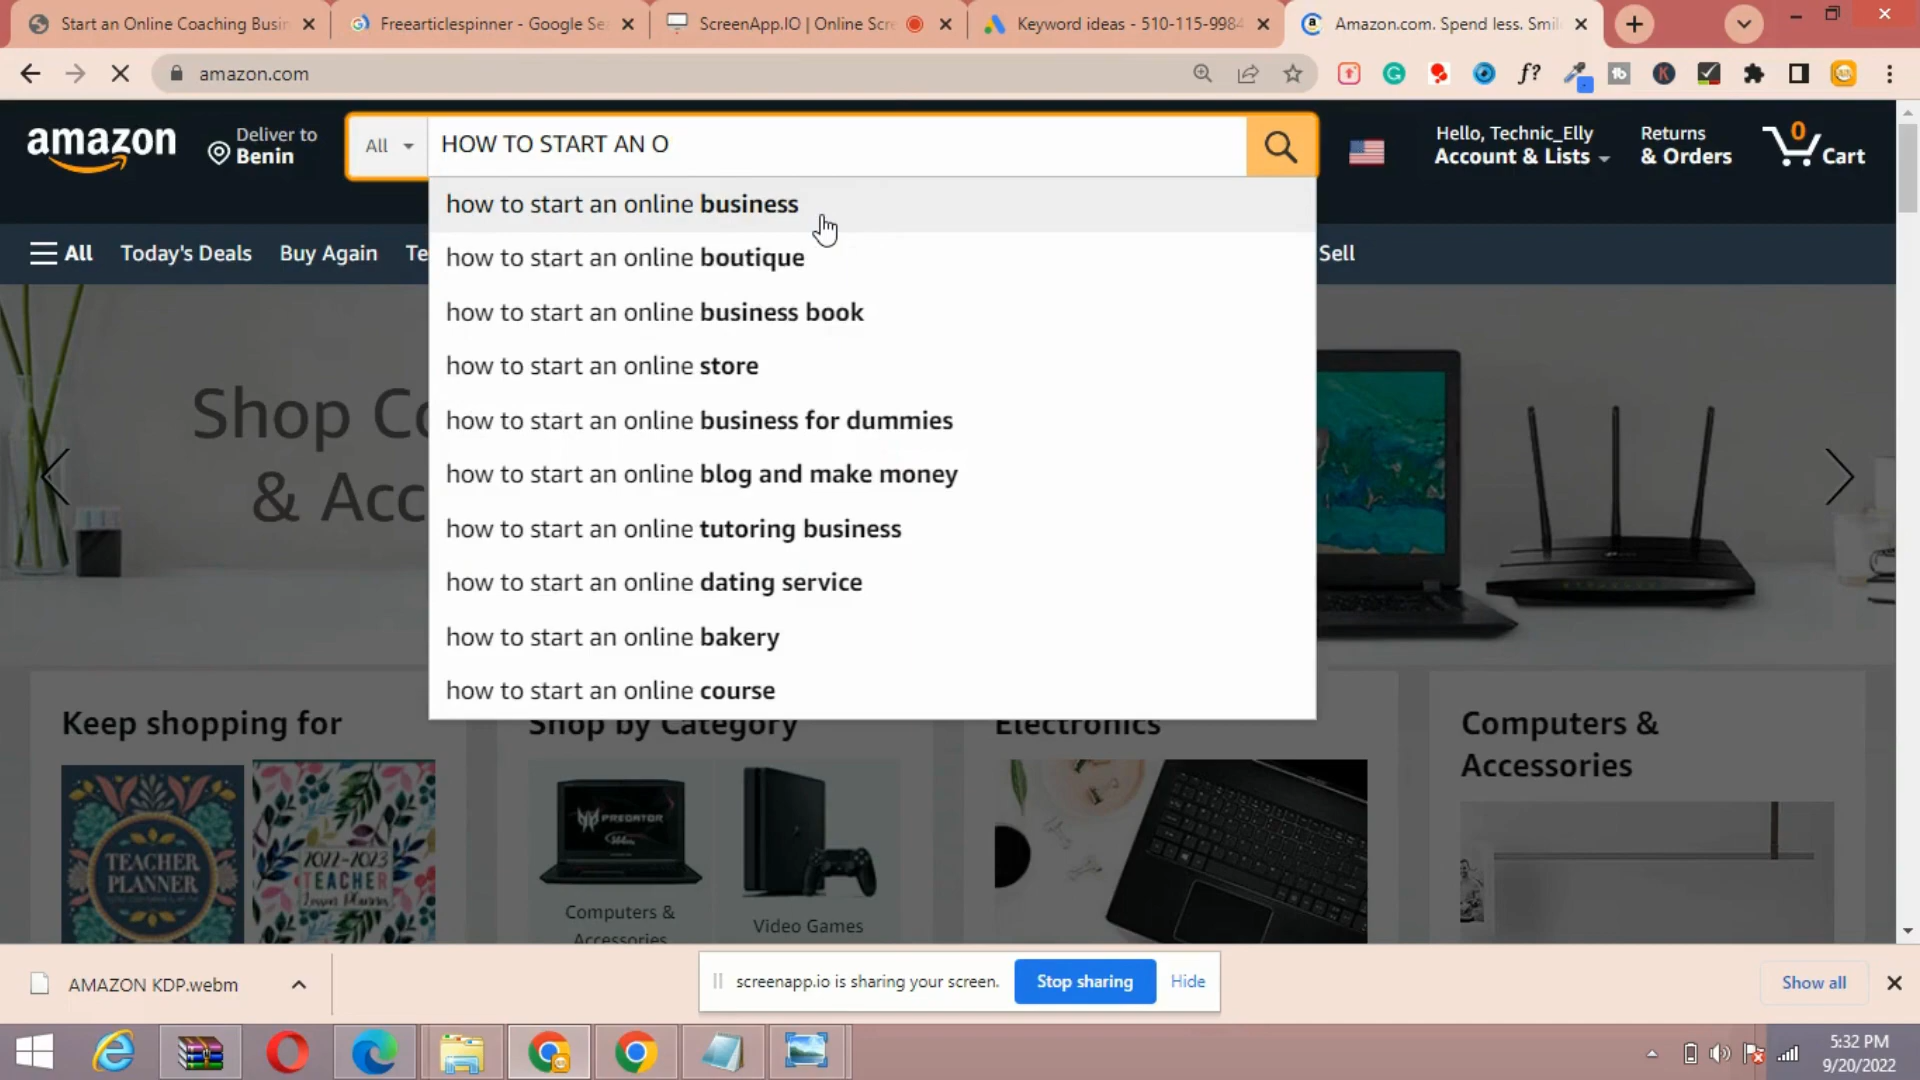 Start an Online Coaching Busin
Freearticlespinner - Google Se
ScreenApp.IO | Online Scre
Keyword ideas - 510-115-9984
Amazon.com. Spend less. Smil
amazon.com
amazon
Deliver to
Benin
All
HOW TO START AN O
Hello, Technic_Elly
Account & Lists
Returns
& Orders
0
Cart
All
Today's Deals
Buy Again
Te
Sell
how to start an online business
how to start an online boutique
how to start an online business book
how to start an online store
how to start an online business for dummies
how to start an online blog and make money
how to start an online tutoring business
how to start an online dating service
how to start an online bakery
how to start an online course
Shop Co
& Acc
Keep shopping for
Shop by Category
Electronics
Computers &
Accessories
TEACHER
PLANNER
2022-2023
TEACHER
Lesson Planner
PREDATOR
Computers &
Accessories
Video Games
AMAZON KDP.webm
screenapp.io is sharing your screen.
Stop sharing
Hide
Show all
5:32 PM
9/20/2022